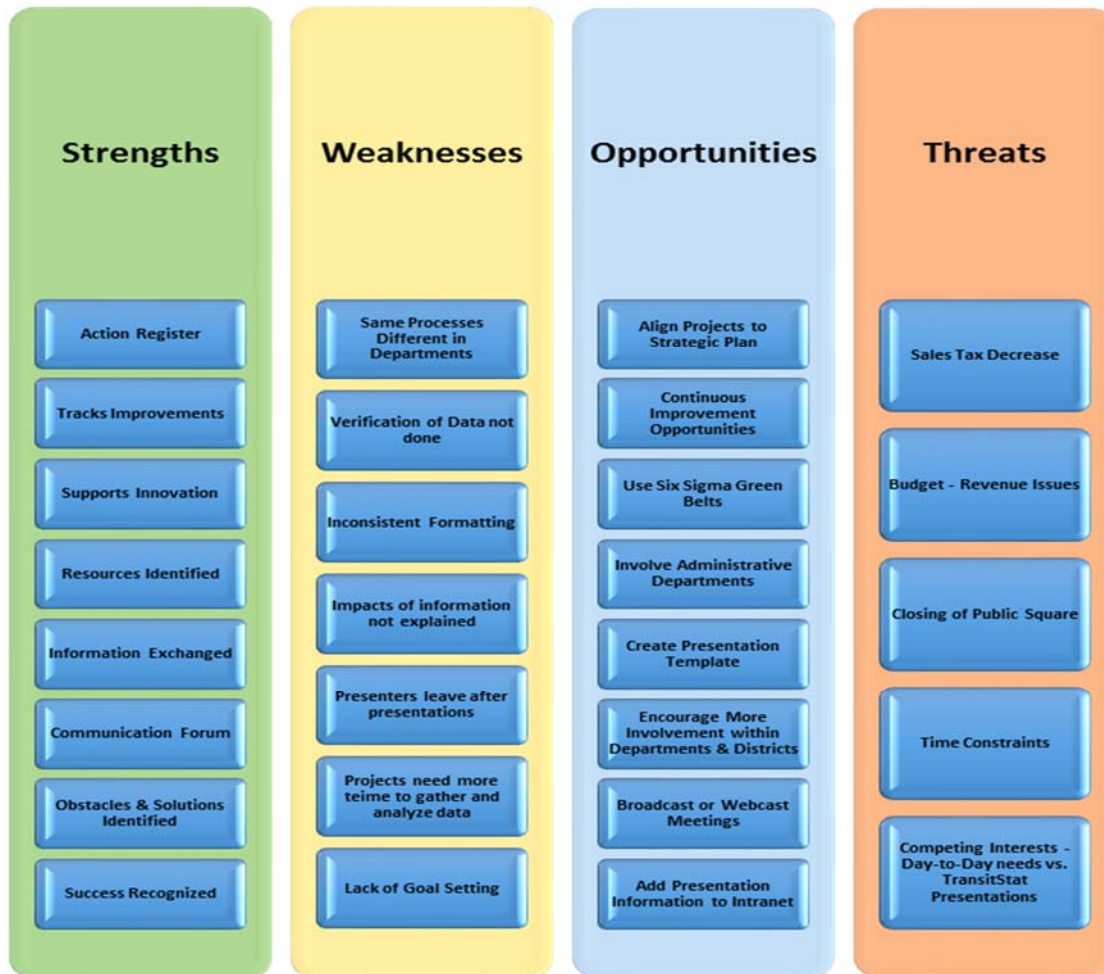 Strengths
Action Register
Tracks Improvements
Supports Innovation
Resources Identified
Information Exchanged
Communication Forum
Obstacles & Solutions
Identified
Success Recognized
Weaknesses
Same Processes
Different in
Departments
Verification of Data not
done
Inconsistent Formatting
Impacts of information
not explained
Presenters leave after
presentations
Projects need more
teime to gather and
analyze data
Lack of Goal Setting
Opportunities
Align Projects to
Strategic Plan
Continuous
Improvement
Opportunities
Use Six Sigma Green
Belts
Involve Administrative
Departments
Create Presentation
Template
Encourage More
Involvement within
Departments & Districts
Broadcast or Webcast
Meetings
Add Presentation
Information to Intranet
Threats
Sales Tax Decrease
Budget - Revenue Issues
Closing of Public Square
Time Constraints
Competing Interests -
Day-to-Day needs vs.
TransitStat
Presentations